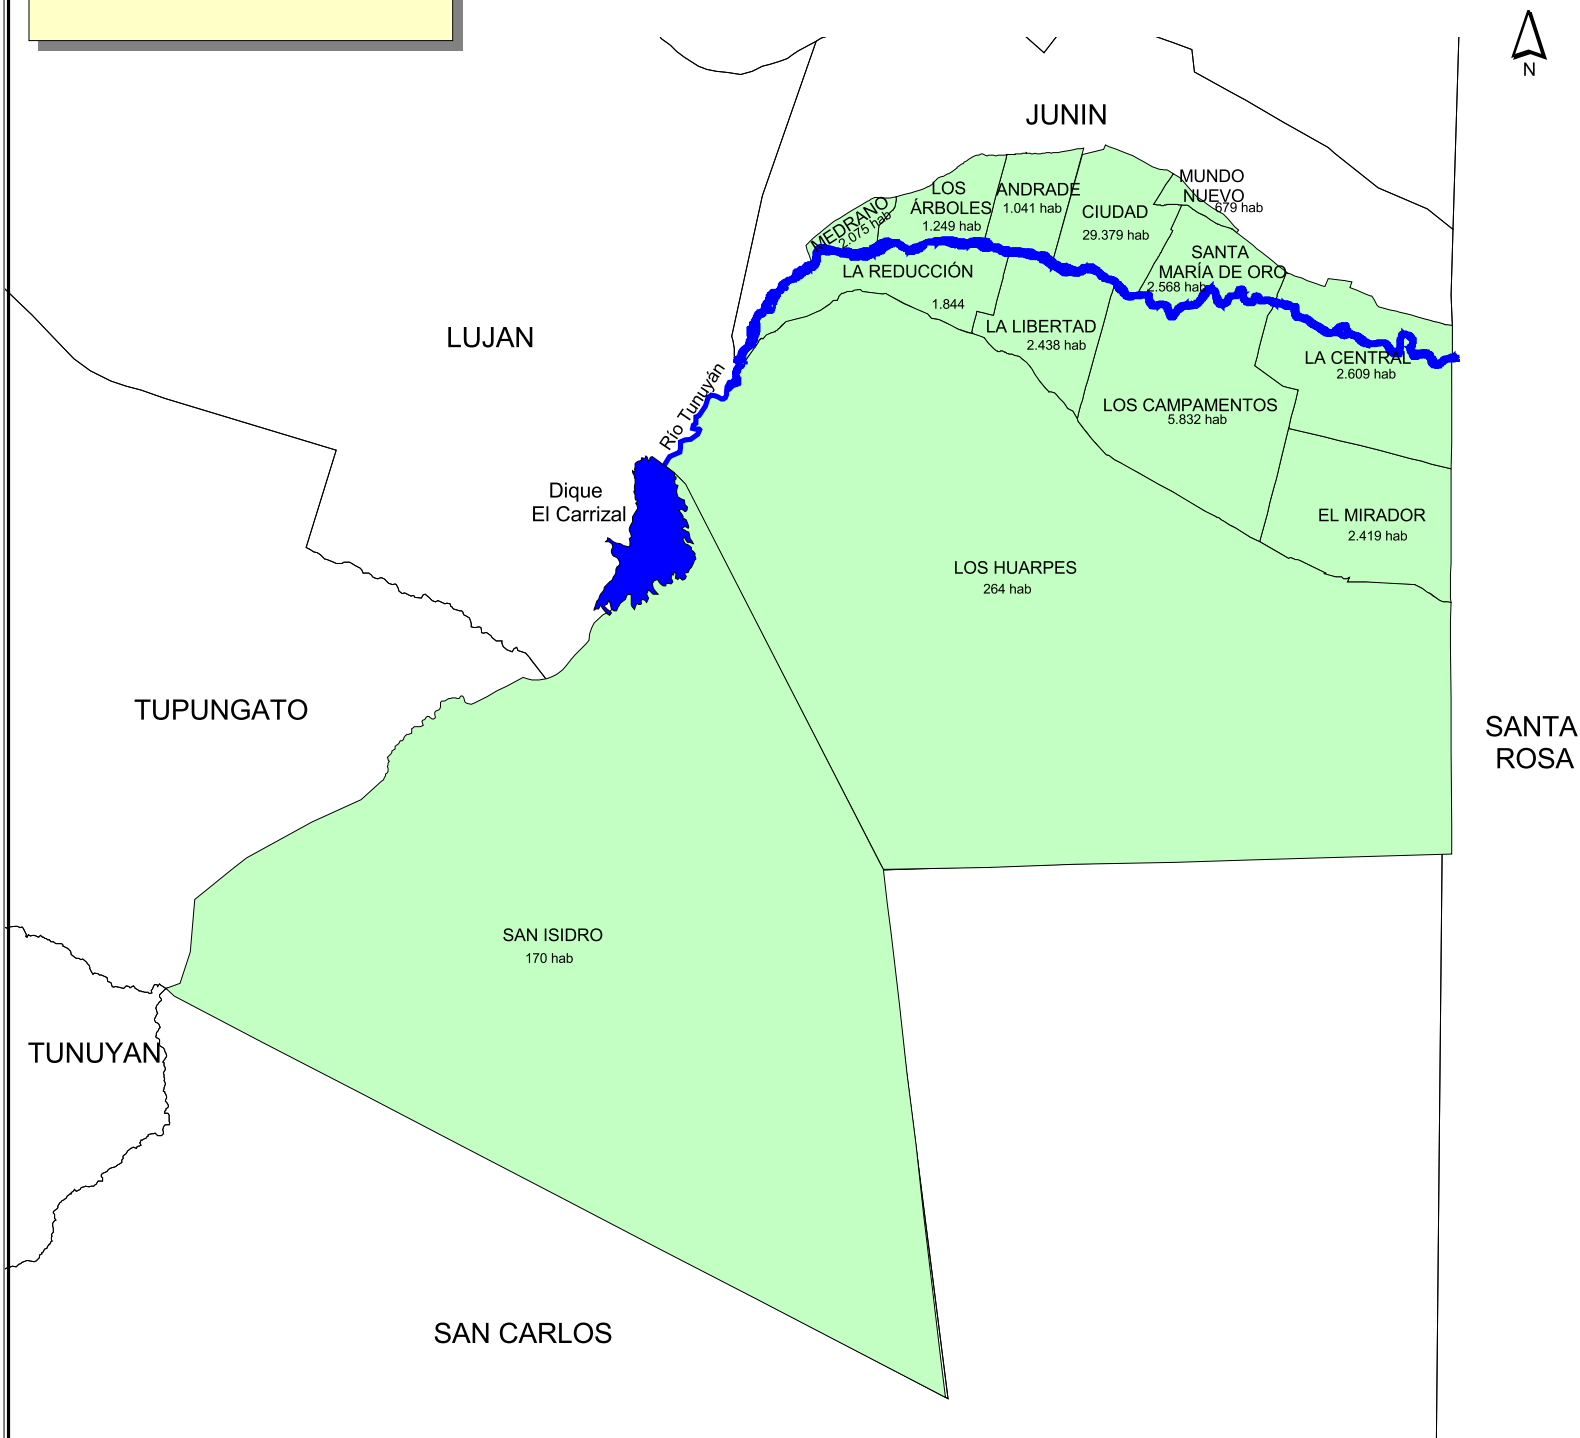 N
JUNIN
MUNDO
NUEVO
679 hab
LOS
ÁRBOLES
1.249 hab
ANDRADE
1.041 hab
CIUDAD
29.379 hab
MEDRANO
2.075 hab
SANTA
MARÍA DE ORO
2.568 hab
LA REDUCCIÓN
1.844
LA LIBERTAD
2.438 hab
LUJAN
LA CENTRAL
2.609 hab
Río Tunuyán
LOS CAMPAMENTOS
5.832 hab
Dique
El Carrizal
EL MIRADOR
2.419 hab
LOS HUARPES
264 hab
TUPUNGATO
SANTA
ROSA
SAN ISIDRO
170 hab
TUNUYAN
SAN CARLOS